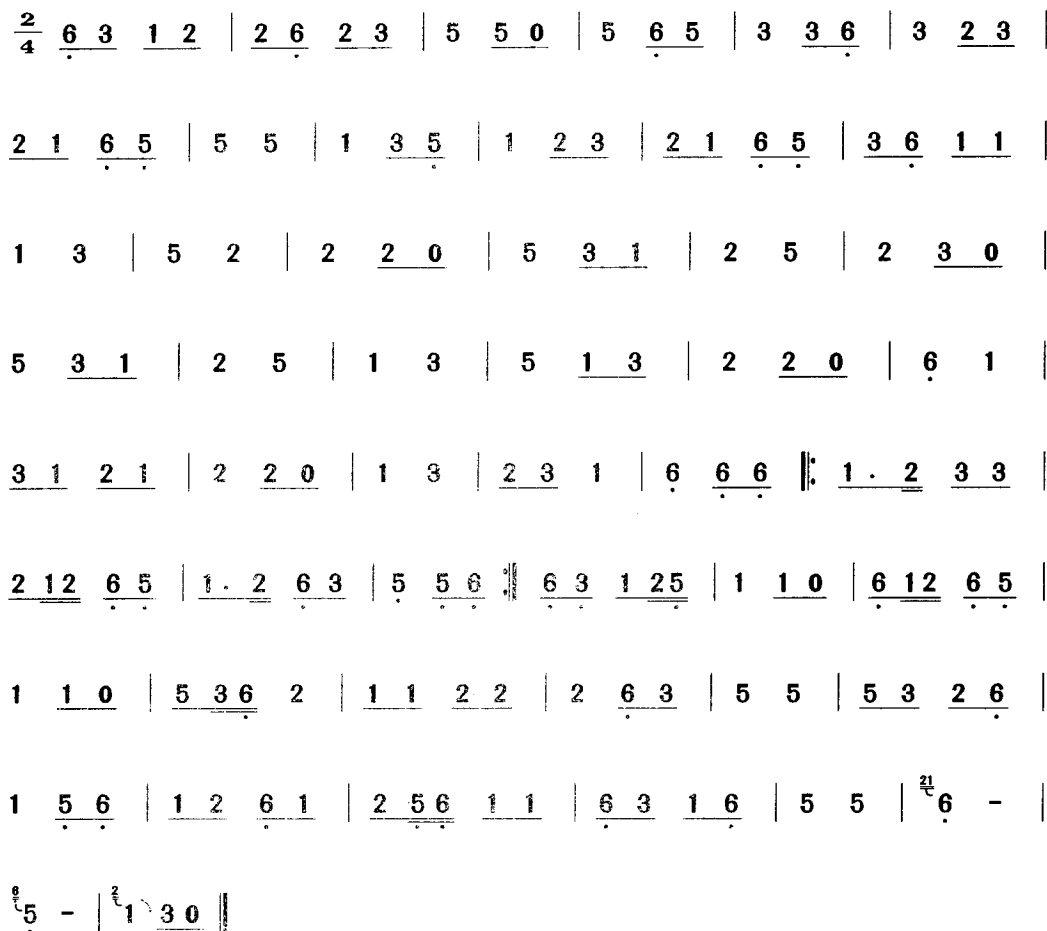 2/4 6̣ 3 1 2 | 2 6̣ 2 3 | 5 5 0 | 5 6̣ 5 | 3 3 6̣ | 3 2 3 |
2 1 6̣ 5̣ | 5 5 | 1 3 5̣ | 1 2 3 | 2 1 6̣ 5̣ | 3 6̣ 1 1 |
1 3 | 5 2 | 2 2 0 | 5 3 1 | 2 5 | 2 3 0 |
5 3 1 | 2 5 | 1 3 | 5 1 3 | 2 2 0 | 6̣ 1 |
3 1 2 1 | 2 2 0 | 1 3 | 2 3 1 | 6̣ 6̣ 6̣ ‖: 1 · 2 3 3 |
2 12 6̣ 5̣ | 1 · 2 6̣ 3 | 5̣ 5̣ 6̣ :‖ 6̣ 3̣ 1 25̣ | 1 1 0 | 6̣ 12 6̣ 5̣ |
1 1 0 | 5 36̣ 2 | 1 1 2 2 | 2 6̣ 3 | 5 5 | 5 3 2 6̣ |
1 5̣ 6̣ | 1 2 6̣ 1 | 2 5̣6̣ 1 1 | 6̣ 3 1 6̣ | 5 5 | 21 6̣ - |
6 5̣ - | 2 1 3 0 ‖